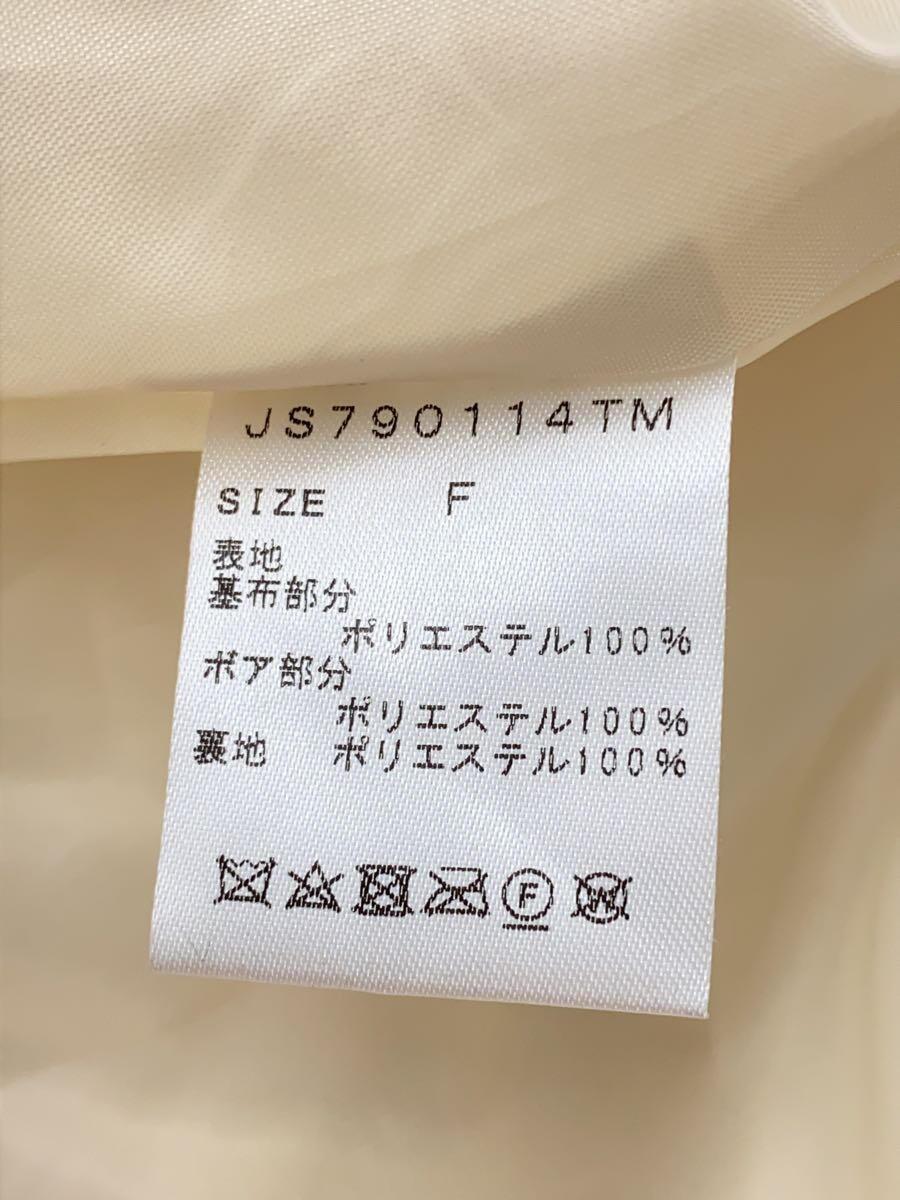 JS790114TM
SIZE F
表地
基布部分
ポリエステル100%
ボア部分
ポリエステル100%
裏地 ポリエステル100%
F W